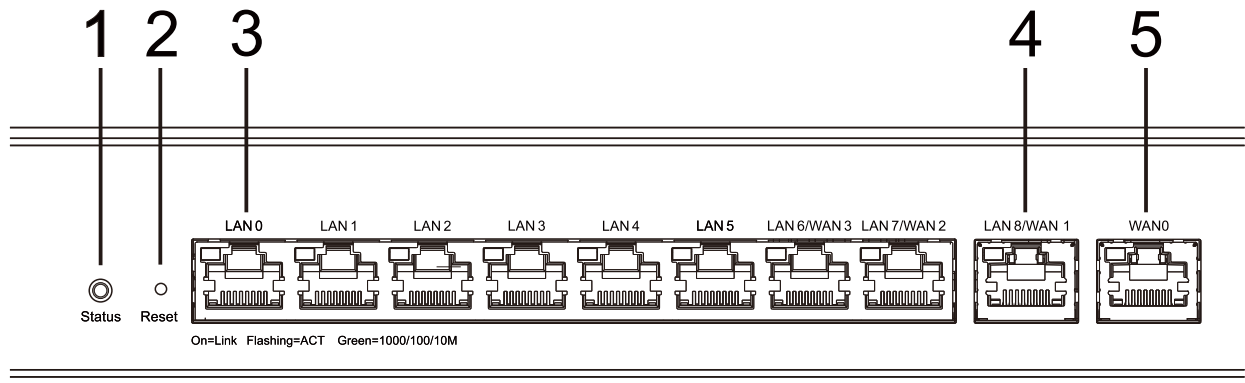 1 2 3 4 5
LAN 0 LAN 1 LAN 2 LAN 3 LAN 4 LAN 5 LAN 6/WAN 3 LAN 7/WAN 2 LAN 8/WAN 1 WAN0
Status Reset
On=Link Flashing=ACT Green=1000/100/10M